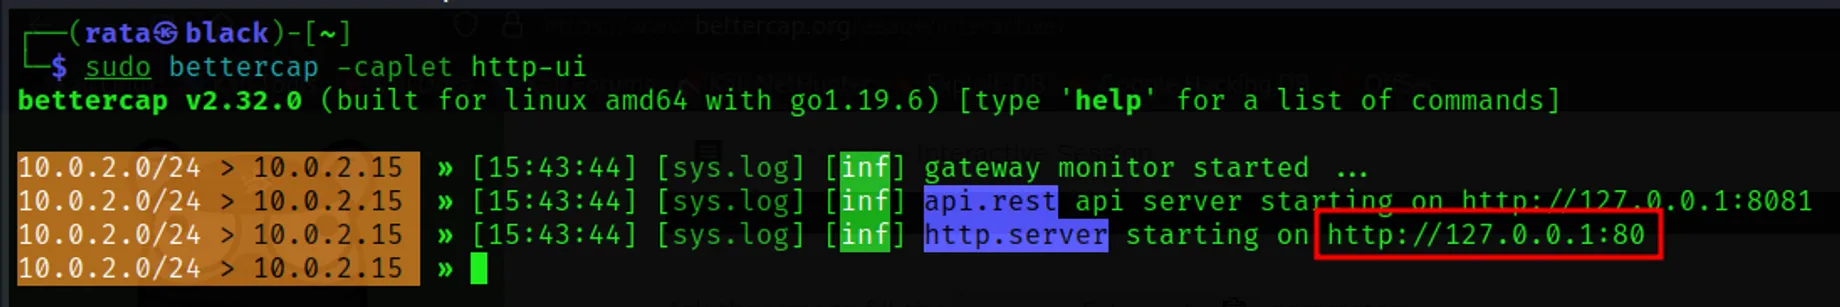 ┌──(rata㉿black)-[~]
└─$ sudo bettercap -caplet http-ui
bettercap v2.32.0 (built for linux amd64 with go1.19.6) [type 'help' for a list of commands]
10.0.2.0/24 > 10.0.2.15 » [15:43:44] [sys.log] [inf] gateway monitor started ...
10.0.2.0/24 > 10.0.2.15 » [15:43:44] [sys.log] [inf] api.rest api server starting on http://127.0.0.1:8081
10.0.2.0/24 > 10.0.2.15 » [15:43:44] [sys.log] [inf] http.server starting on http://127.0.0.1:80
10.0.2.0/24 > 10.0.2.15 »